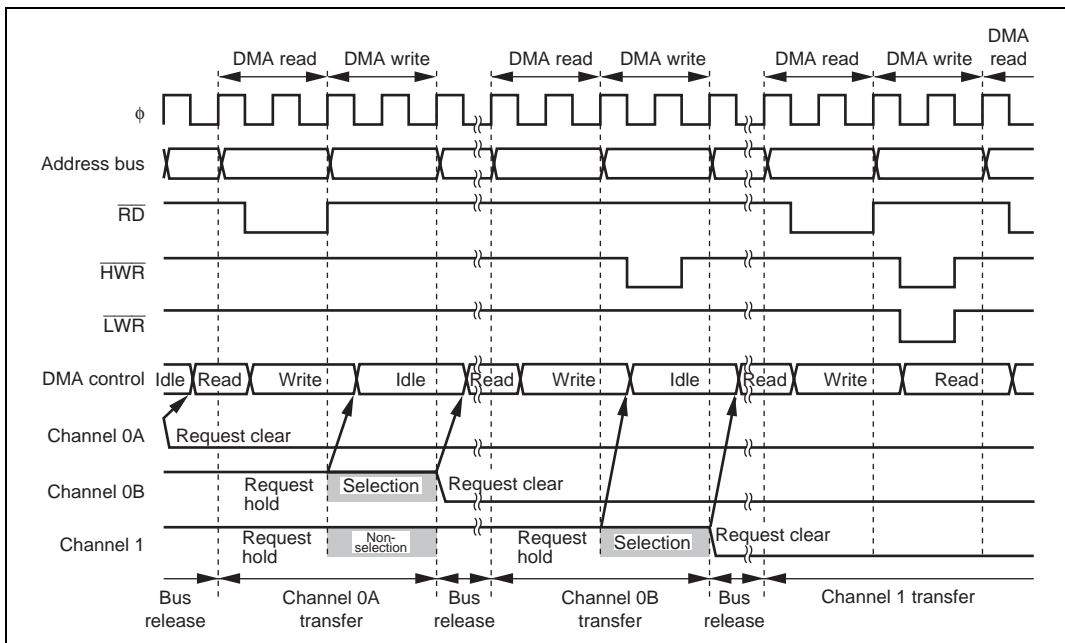 DMA
DMA read DMA write DMA read DMA write DMA read DMA write read
φ
Address bus
RD
HWR
LWR
DMA control Idle Read Write Idle Read Write Idle Read Write Read
Channel 0A Request clear
Channel 0B Request hold Selection Request clear
Channel 1 Request hold Non-selection Request hold Selection Request clear
Bus release Channel 0A transfer Bus release Channel 0B transfer Bus release Channel 1 transfer